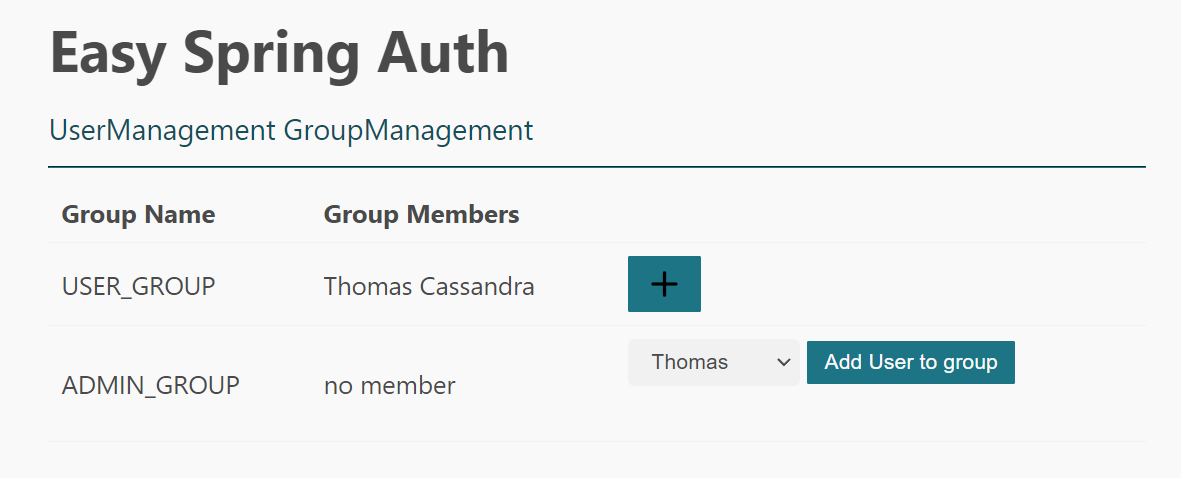 Easy Spring Auth
UserManagement GroupManagement
Group Name Group Members
USER_GROUP Thomas Cassandra +
ADMIN_GROUP no member Thomas Add User to group